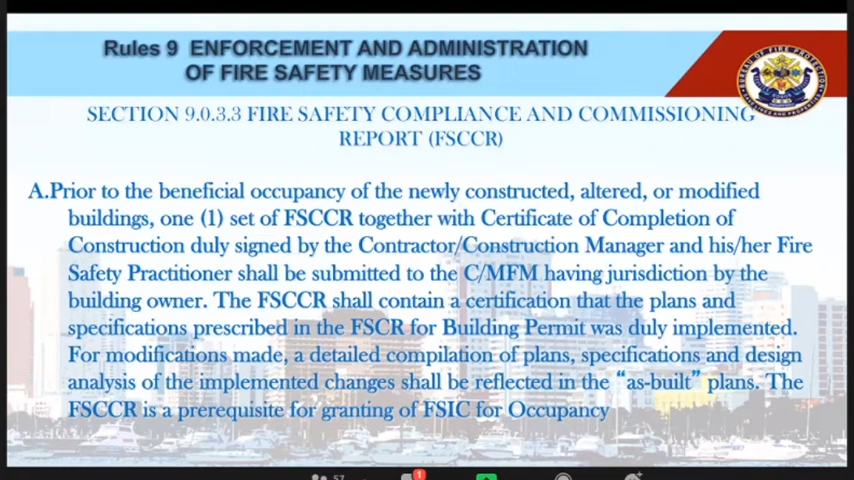 Rules 9 ENFORCEMENT AND ADMINISTRATION
OF FIRE SAFETY MEASURES
SECTION 9.0.3.3 FIRE SAFETY COMPLIANCE AND COMMISSIONING
REPORT (FSCCR)
A.Prior to the beneficial occupancy of the newly constructed, altered, or modified
buildings, one (1) set of FSCCR together with Certificate of Completion of
Construction duly signed by the Contractor/Construction Manager and his/her Fire
Safety Practitioner shall be submitted to the C/MFM having jurisdiction by the
building owner. The FSCCR shall contain a certification that the plans and
specifications prescribed in the FSCR for Building Permit was duly implemented.
For modifications made, a detailed compilation of plans, specifications and design
analysis of the implemented changes shall be reflected in the “as-built” plans. The
FSCCR is a prerequisite for granting of FSIC for Occupancy
BUREAU OF FIRE PROTECTION
57
1